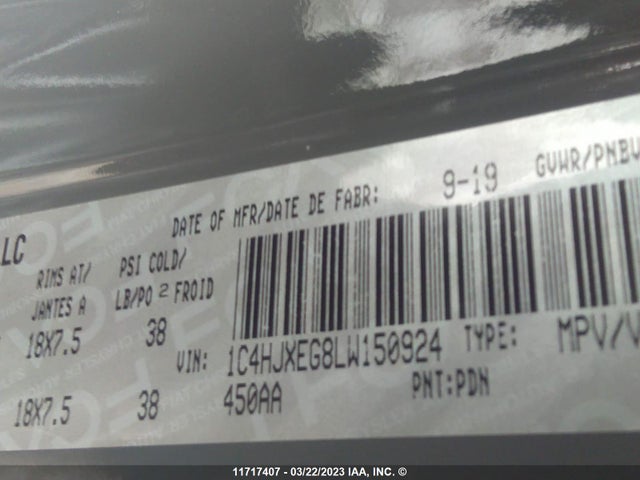 DATE OF MFR/DATE DE FABR: 9-19 GVWR/PNBV
LC
RIMS AT/ PSI COLD/
JANTES A LB/PO 2 FROID
18X7.5 38
VIN: 1C4HJXEG8LW150924 TYPE: MPV/V
18X7.5 38 450AA PNT:PDN
11717407 - 03/22/2023 IAA, INC. ©